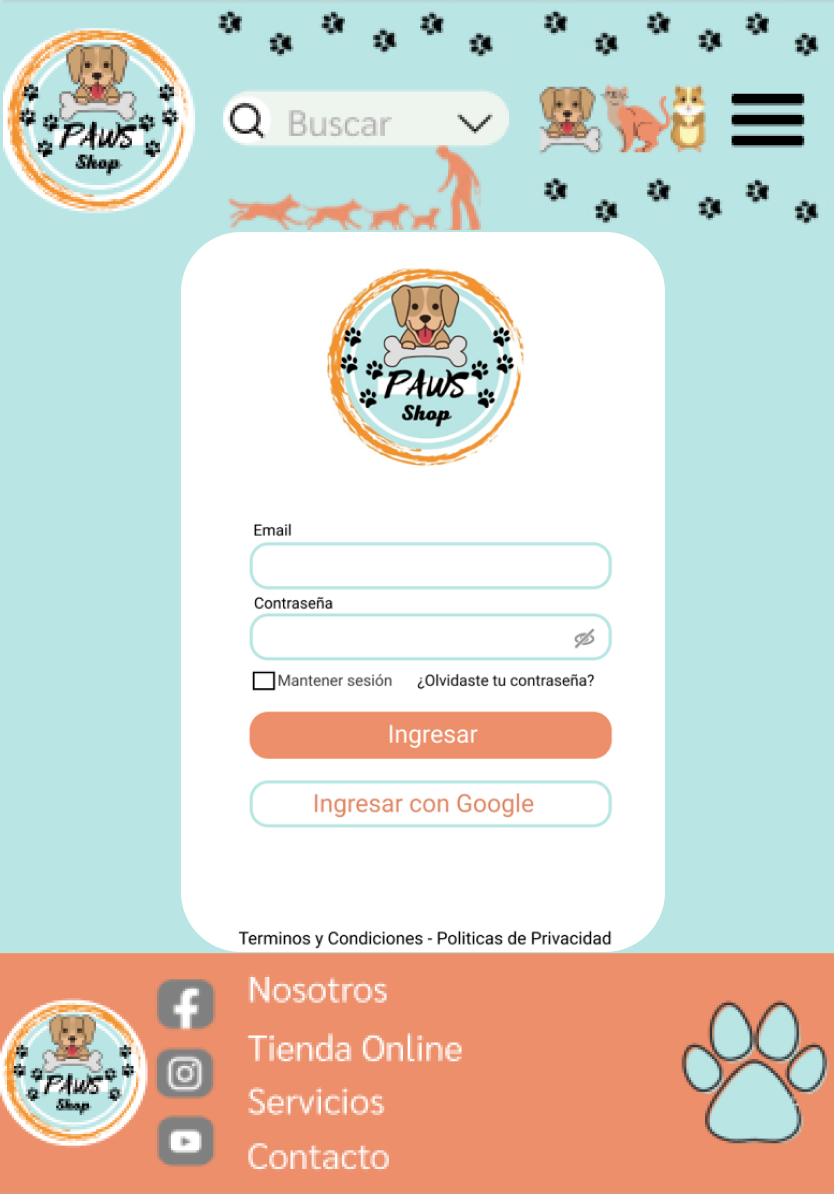 PAWS
Shop
Buscar
PAWS
Shop
Email
Contraseña
Mantener sesión
¿Olvidaste tu contraseña?
Ingresar
Ingresar con Google
Terminos y Condiciones - Politicas de Privacidad
Nosotros
PAWS
Shop
Tienda Online
Servicios
Contacto